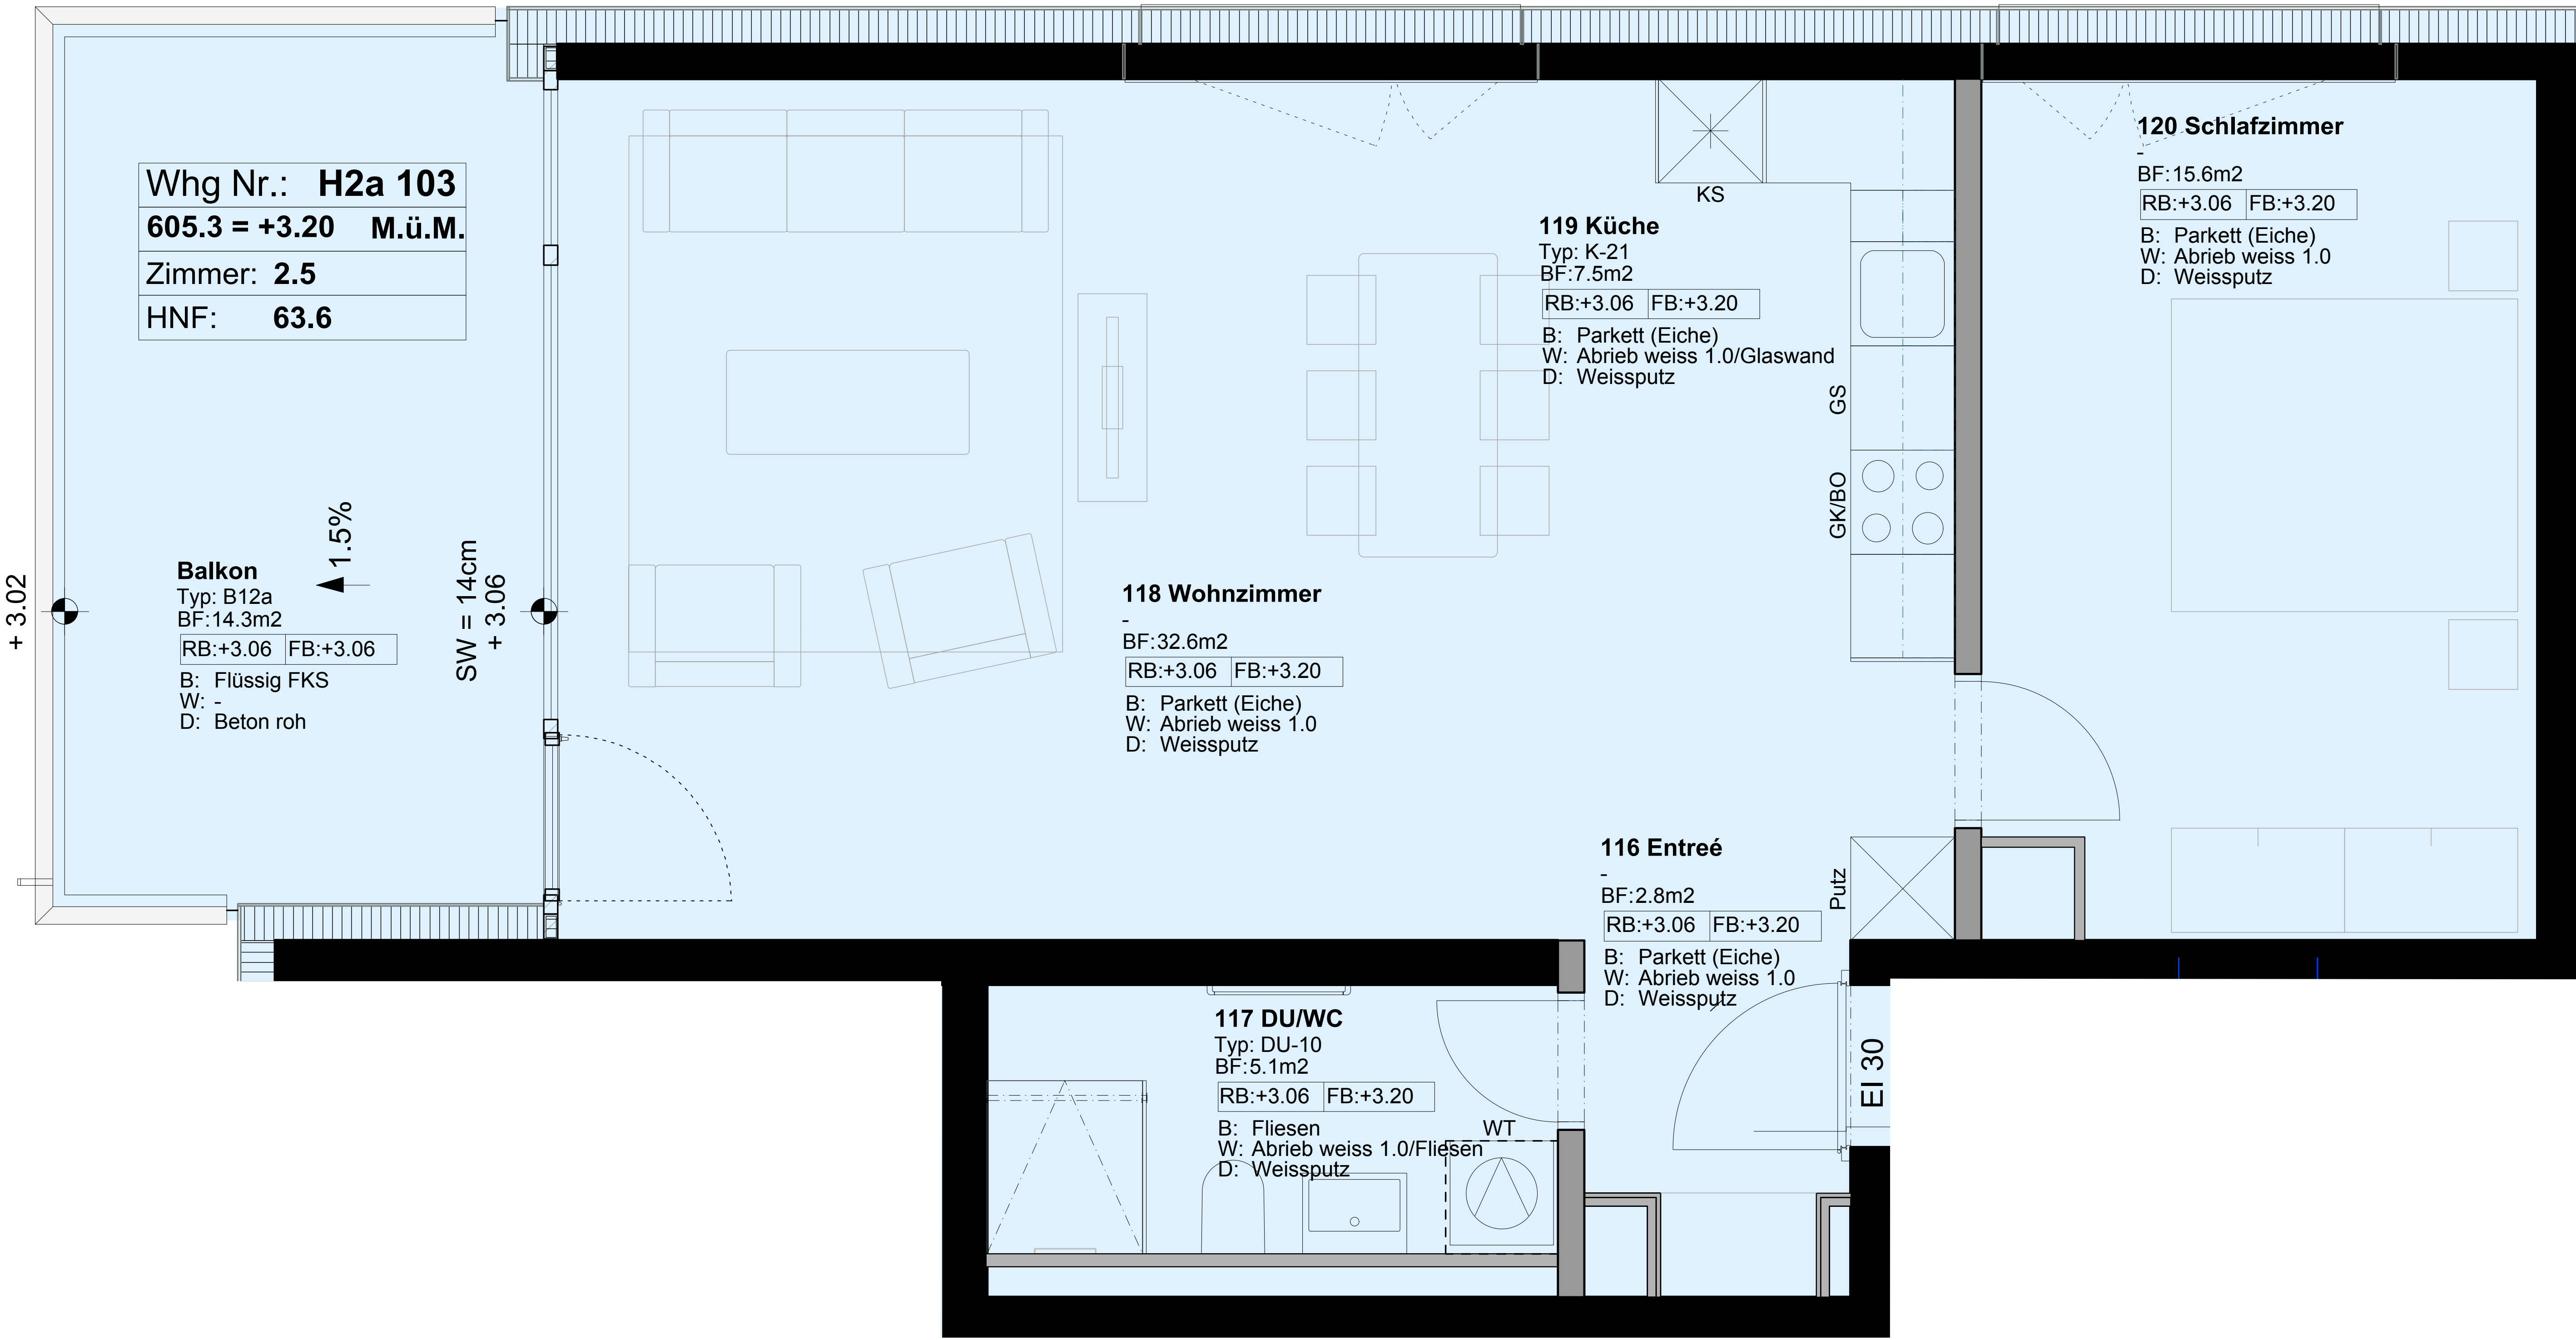 Whg Nr.: H2a 103
605.3 = +3.20 M.ü.M.
Zimmer: 2.5
HNF: 63.6
+ 3.02
Balkon
Typ: B12a
BF:14.3m2
RB:+3.06 FB:+3.06
B: Flüssig FKS
W: -
D: Beton roh
1.5%
SW = 14cm
+ 3.06
118 Wohnzimmer
-
BF:32.6m2
RB:+3.06 FB:+3.20
B: Parkett (Eiche)
W: Abrieb weiss 1.0
D: Weissputz
KS
119 Küche
Typ: K-21
BF:7.5m2
RB:+3.06 FB:+3.20
B: Parkett (Eiche)
W: Abrieb weiss 1.0/Glaswand
D: Weissputz
GS
GK/BO
120 Schlafzimmer
-
BF:15.6m2
RB:+3.06 FB:+3.20
B: Parkett (Eiche)
W: Abrieb weiss 1.0
D: Weissputz
116 Entreé
-
BF:2.8m2
RB:+3.06 FB:+3.20
B: Parkett (Eiche)
W: Abrieb weiss 1.0
D: Weissputz
Putz
EI 30
117 DU/WC
Typ: DU-10
BF:5.1m2
RB:+3.06 FB:+3.20
B: Fliesen
W: Abrieb weiss 1.0/Fliesen
D: Weissputz
WT